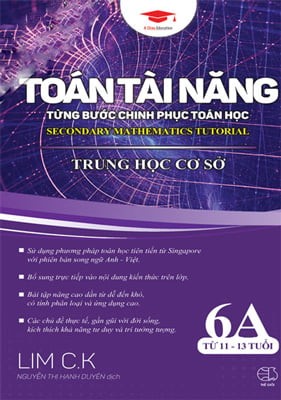 Á Châu Education
TOÁN TÀI NĂNG
TỪNG BƯỚC CHINH PHỤC TOÁN HỌC
SECONDARY MATHEMATICS TUTORIAL
TRUNG HỌC CƠ SỞ
Sử dụng phương pháp toán học tiên tiến từ Singapore
với phiên bản song ngữ Anh - Việt.
Bổ sung trực tiếp vào nội dung kiến thức trên lớp.
Bài tập nâng cao dần từ dễ đến khó,
có tính phân loại và ứng dụng cao.
Các chủ đề thực tế, gần gũi với đời sống,
kích thích khả năng tư duy và trí tưởng tượng.
6A
TỪ 11 - 13 TUỔI
LIM C.K
NGUYỄN THỊ HẠNH DUYÊN dịch
THẾ GIỚI